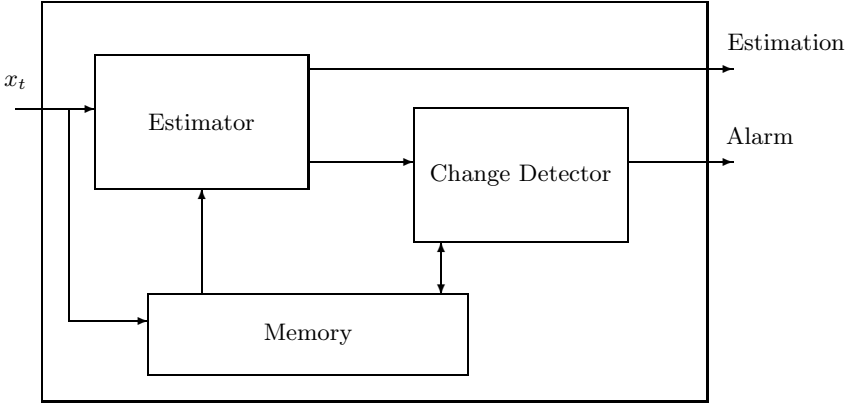 Estimation
x_t
Estimator
Alarm
Change Detector
Memory